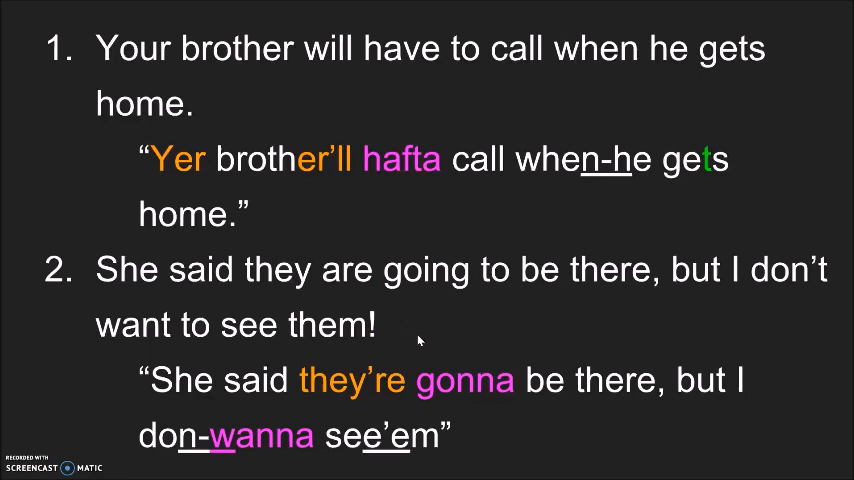 1. Your brother will have to call when he gets
home.
“Yer brother’ll hafta call when-he gets
home.”
2. She said they are going to be there, but I don’t
want to see them!
“She said they’re gonna be there, but I
don-wanna see’em”
RECORDED WITH
SCREENCAST MATIC